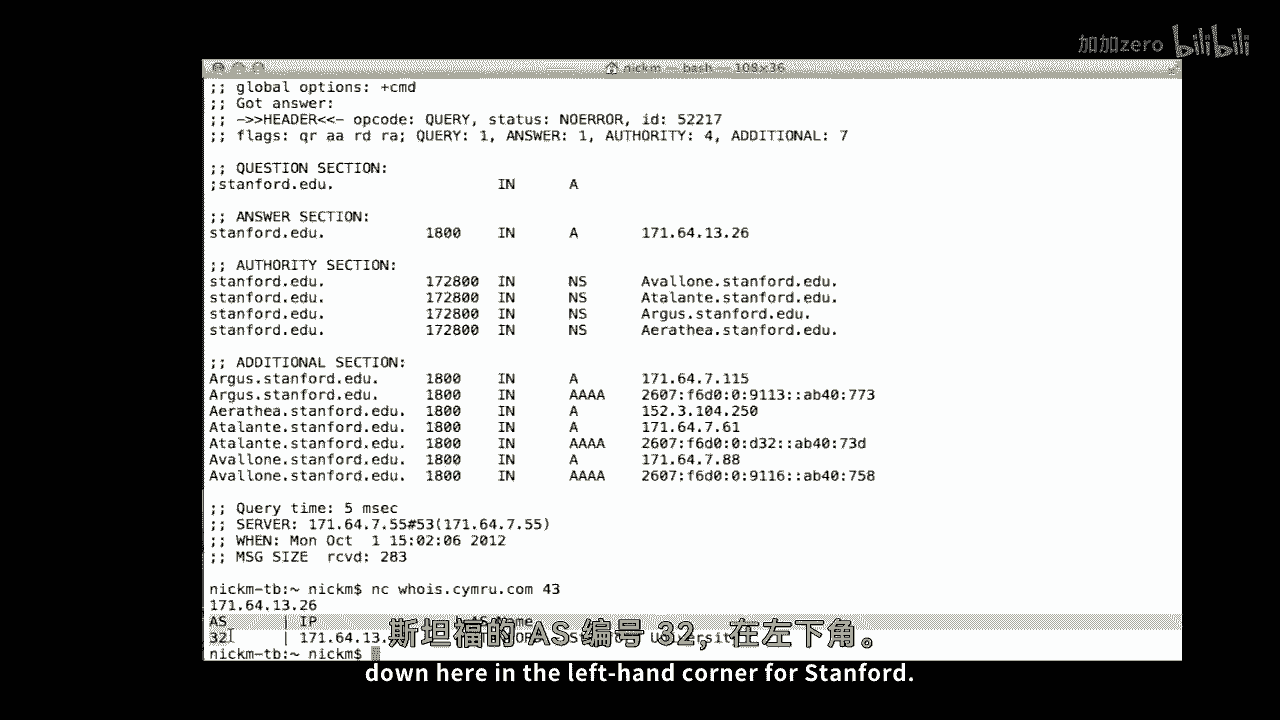 加加zero bilibili
nickm — bash — 108×36
;; global options: +cmd
;; Got answer:
;; ->>HEADER<<- opcode: QUERY, status: NOERROR, id: 52217
;; flags: qr aa rd ra; QUERY: 1, ANSWER: 1, AUTHORITY: 4, ADDITIONAL: 7
;; QUESTION SECTION:
;stanford.edu. IN A
;; ANSWER SECTION:
stanford.edu. 1800 IN A 171.64.13.26
;; AUTHORITY SECTION:
stanford.edu. 172800 IN NS Avallone.stanford.edu.
stanford.edu. 172800 IN NS Atalante.stanford.edu.
stanford.edu. 172800 IN NS Argus.stanford.edu.
stanford.edu. 172800 IN NS Aerathea.stanford.edu.
;; ADDITIONAL SECTION:
Argus.stanford.edu. 1800 IN A 171.64.7.115
Argus.stanford.edu. 1800 IN AAAA 2607:f6d0:0:9113::ab40:773
Aerathea.stanford.edu. 1800 IN A 152.3.104.250
Atalante.stanford.edu. 1800 IN A 171.64.7.61
Atalante.stanford.edu. 1800 IN AAAA 2607:f6d0:0:d32::ab40:73d
Avallone.stanford.edu. 1800 IN A 171.64.7.88
Avallone.stanford.edu. 1800 IN AAAA 2607:f6d0:0:9116::ab40:758
;; Query time: 5 msec
;; SERVER: 171.64.7.55#53(171.64.7.55)
;; WHEN: Mon Oct 1 15:02:06 2012
;; MSG SIZE rcvd: 283
nickm-tb:~ nickm$ nc whois.cymru.com 43
171.64.13.26
AS | IP
32 | 171.64.13.
nickm-tb:~ nickm$
斯坦福的 AS 编号 32，在左下角。
down here in the left-hand corner for Stanford.